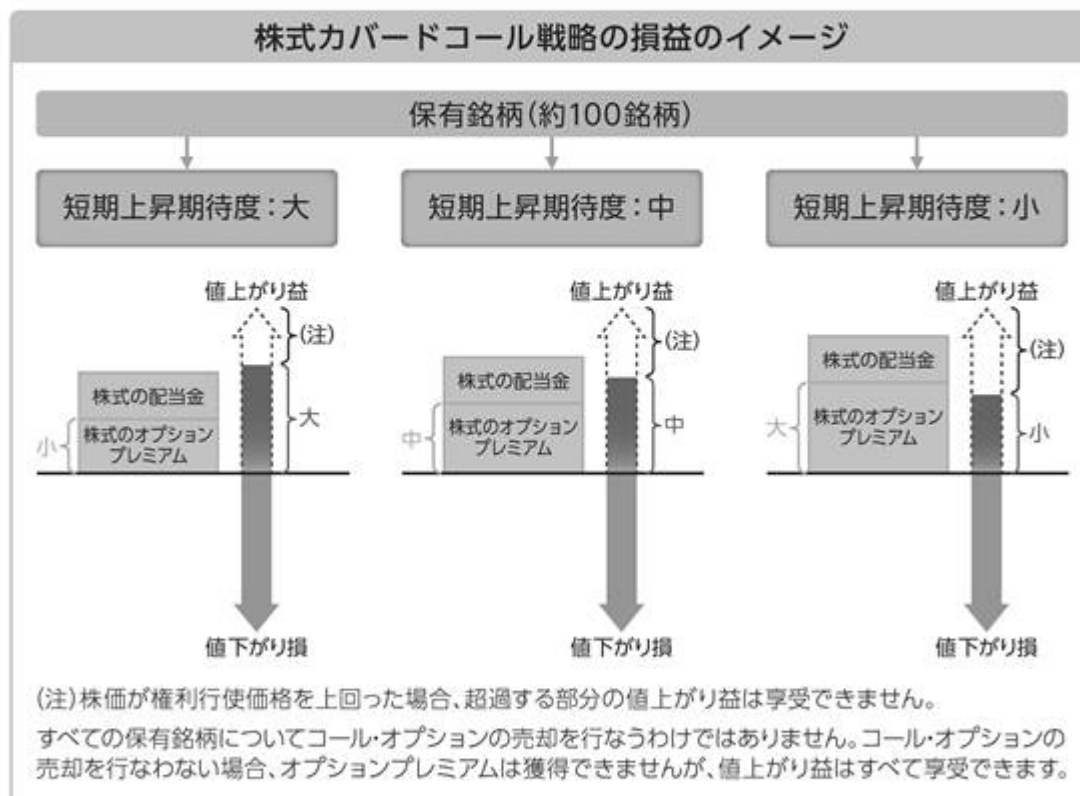 株式カバードコール戦略の損益のイメージ
保有銘柄(約100銘柄)
短期上昇期待度:大
短期上昇期待度:中
短期上昇期待度:小
値上がり益
(注)
株式の配当金
大
小
株式のオプション
プレミアム
値下がり損
値上がり益
(注)
株式の配当金
中
中
株式のオプション
プレミアム
値下がり損
値上がり益
(注)
株式の配当金
大
株式のオプション
プレミアム
小
値下がり損
(注)株価が権利行使価格を上回った場合、超過する部分の値上がり益は享受できません。
すべての保有銘柄についてコール・オプションの売却を行なうわけではありません。コール・オプションの
売却を行なわない場合、オプションプレミアムは獲得できませんが、値上がり益はすべて享受できます。